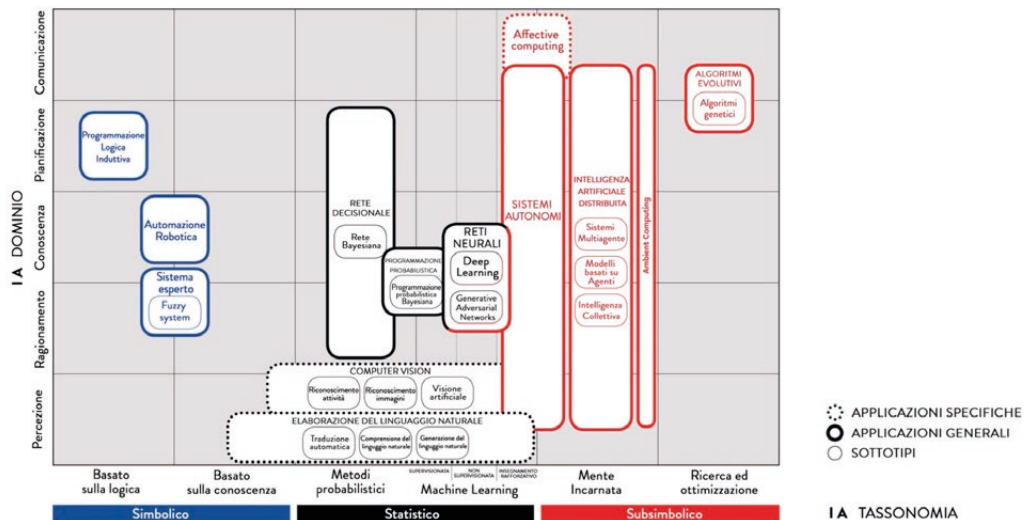 IA DOMINIO
Comunicazione
Pianificazione
Conoscenza
Ragionamento
Percezione
Affective
computing
ALGORITMI
EVOLUTIVI
Algoritmi
genetici
Programmazione
Logica
Induttiva
Automazione
Robotica
Sistema
esperto
Fuzzy
system
RETE
DECISIONALE
Rete
Bayesiana
PROGRAMMAZIONE
PROBABILISTICA
Programmazione
probabilistica
Bayesiana
RETI
NEURALI
Deep
Learning
Generative
Adversarial
Networks
SISTEMI
AUTONOMI
INTELLIGENZA
ARTIFICIALE
DISTRIBUITA
Sistemi
Multiagente
Modelli
basati su
Agenti
Intelligenza
Collettiva
Ambient Computing
COMPUTER VISION
Riconoscimento
attività
Riconoscimento
immagini
Visione
artificiale
ELABORAZIONE DEL LINGUAGGIO NATURALE
Traduzione
automatica
Comprensione del
linguaggio naturale
Generazione del
linguaggio naturale
APPLICAZIONI SPECIFICHE
APPLICAZIONI GENERALI
SOTTOTIPI
Basato
sulla logica
Basato
sulla conoscenza
Metodi
probabilistici
SUPERVISIONATA
NON
SUPERVISIONATA
INSEGNAMENTO
RAFFORZATIVO
Machine Learning
Mente
Incarnata
Ricerca ed
ottimizzazione
Simbolico
Statistico
Subsimbolico
IA TASSONOMIA